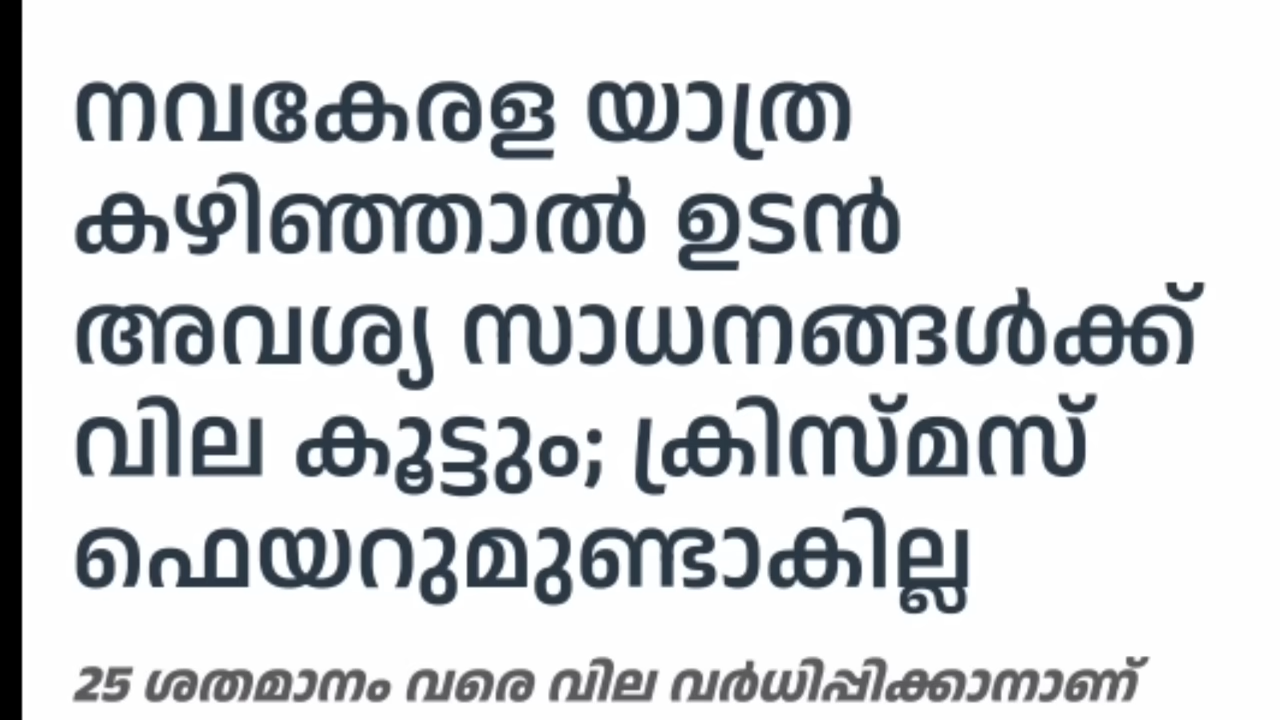 നവകേരള യാത്ര
കഴിഞ്ഞാൽ ഉടൻ
അവശ്യ സാധനങ്ങൾക്ക്
വില കൂട്ടും; ക്രിസ്മസ്
ഫെയറുമുണ്ടാകില്ല
25 ശതമാനം വരെ വില വർധിപ്പിക്കാനാണ്